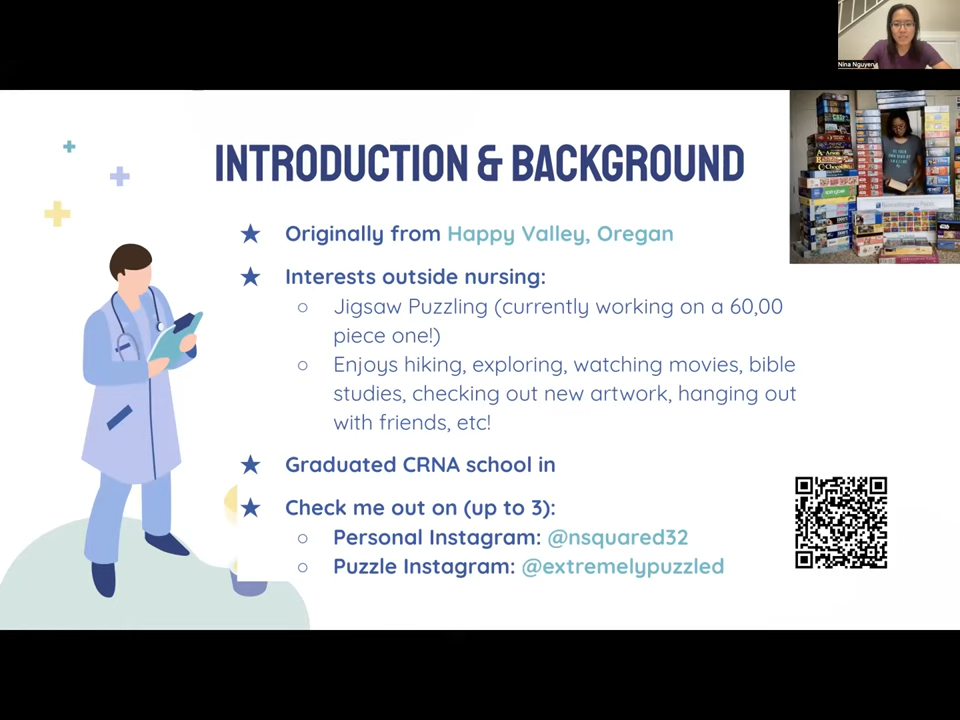 Nina Nguyen
INTRODUCTION & BACKGROUND
★ Originally from Happy Valley, Oregan
★ Interests outside nursing:
○ Jigsaw Puzzling (currently working on a 60,00
piece one!)
○ Enjoys hiking, exploring, watching movies, bible
studies, checking out new artwork, hanging out
with friends, etc!
★ Graduated CRNA school in
★ Check me out on (up to 3):
○ Personal Instagram: @nsquared32
○ Puzzle Instagram: @extremelypuzzled